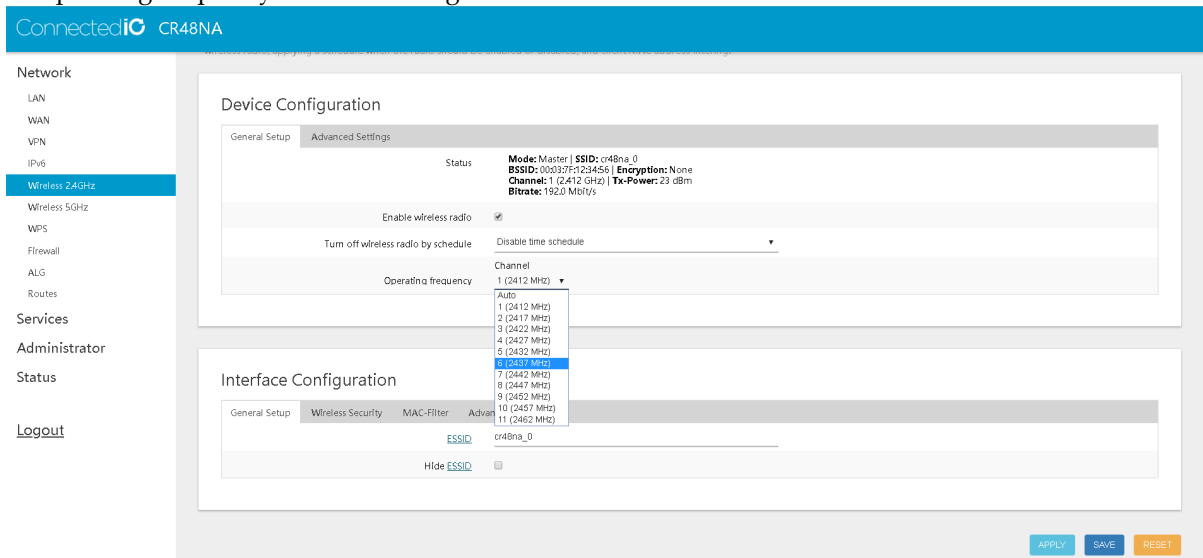 ConnectediO CR48NA
Network
LAN
WAN
VPN
IPv6
Wireless 2.4GHz
Wireless 5GHz
WPS
Firewall
ALG
Routes
Services
Administrator
Status
Logout
Device Configuration
General Setup Advanced Settings
Status
Mode: Master | SSID: cr48na_0
BSSID: 00:03:7F:12:34:56 | Encryption: None
Channel: 1 (2.412 GHz) | Tx-Power: 23 dBm
Bitrate: 192.0 Mbit/s
Enable wireless radio
Turn off wireless radio by schedule Disable time schedule
Channel
Operating frequency 1 (2412 MHz)
Auto
1 (2412 MHz)
2 (2417 MHz)
3 (2422 MHz)
4 (2427 MHz)
5 (2432 MHz)
6 (2437 MHz)
7 (2442 MHz)
8 (2447 MHz)
9 (2452 MHz)
10 (2457 MHz)
11 (2462 MHz)
Interface Configuration
General Setup Wireless Security MAC-Filter Advan
ESSID cr48na_0
Hide ESSID
APPLY SAVE RESET